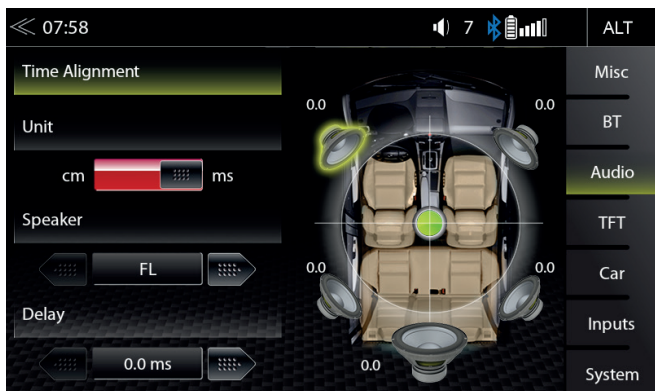 07:58 7 ALT
Time Alignment
Unit
cm ms
Speaker
FL
Delay
0.0 ms
0.0 0.0
0.0 0.0
0.0
Misc
BT
Audio
TFT
Car
Inputs
System